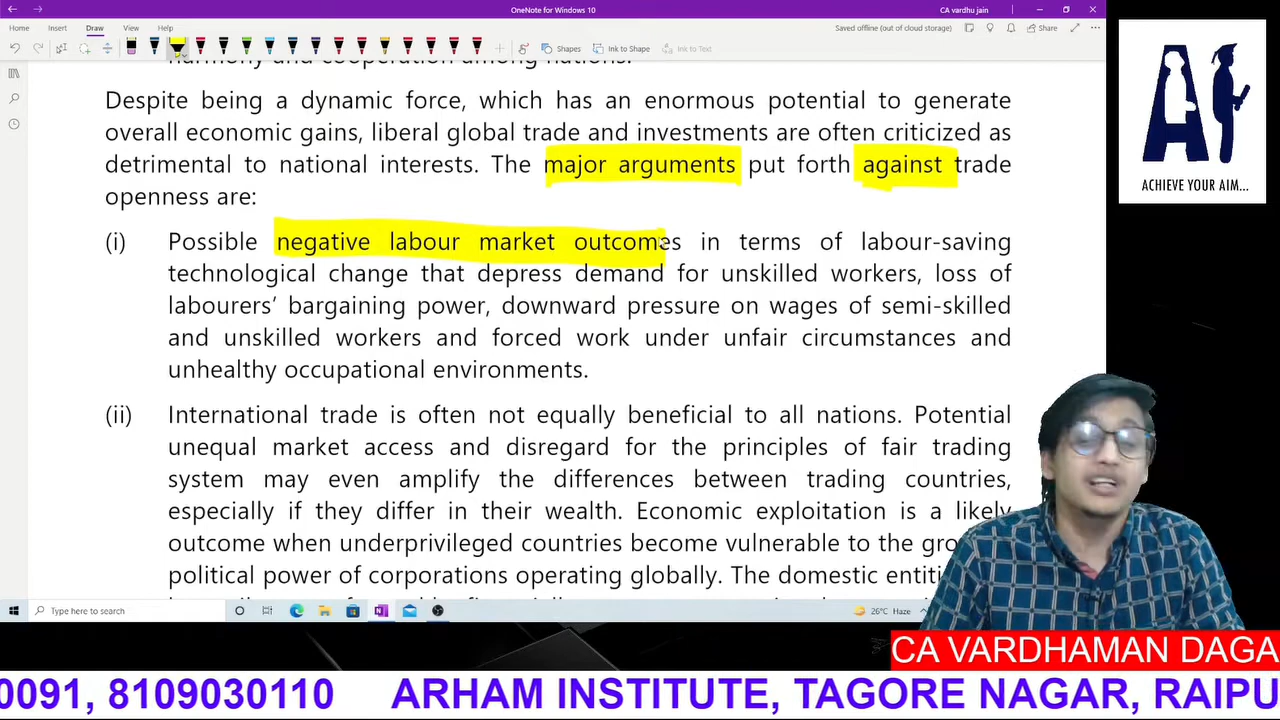 OneNote for Windows 10
CA vardhu jain
Home Insert Draw View Help
Saved offline (out of cloud storage)
Share
Shapes
Ink to Shape
Ink to Text
harmony and cooperation among nations.
Despite being a dynamic force, which has an enormous potential to generate
overall economic gains, liberal global trade and investments are often criticized as
detrimental to national interests. The major arguments put forth against trade
openness are:
(i) Possible negative labour market outcomes in terms of labour-saving
technological change that depress demand for unskilled workers, loss of
labourers’ bargaining power, downward pressure on wages of semi-skilled
and unskilled workers and forced work under unfair circumstances and
unhealthy occupational environments.
(ii) International trade is often not equally beneficial to all nations. Potential
unequal market access and disregard for the principles of fair trading
system may even amplify the differences between trading countries,
especially if they differ in their wealth. Economic exploitation is a likely
outcome when underprivileged countries become vulnerable to the
political power of corporations operating globally. The domestic
Type here to search
26°C Haze
AI
ACHIEVE YOUR AIM...
CA VARDHAMAN DAGA
0091, 8109030110 ARHAM INSTITUTE, TAGORE NAGAR, RAIPU